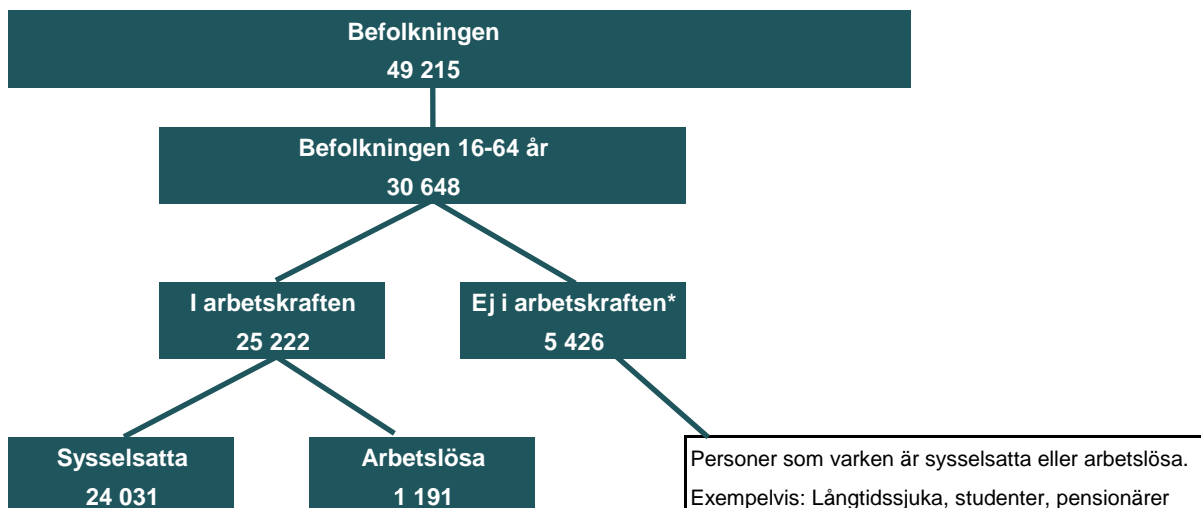 Befolkningen
49 215
Befolkningen 16-64 år
30 648
I arbetskraften
25 222
Ej i arbetskraften*
5 426
Sysselsatta
24 031
Arbetslösa
1 191
Personer som varken är sysselsatta eller arbetslösa.
Exempelvis: Långtidssjuka, studenter, pensionärer